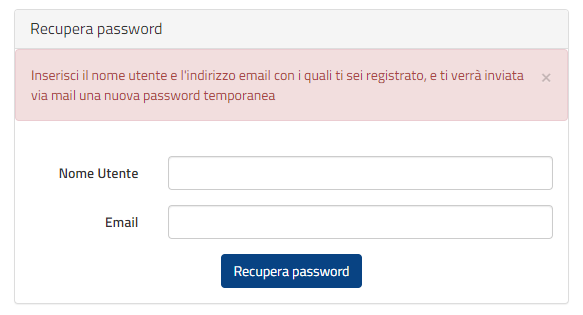 Recupera password
Inserisci il nome utente e l'indirizzo email con i quali ti sei registrato, e ti verrà inviata
via mail una nuova password temporanea
×
Nome Utente
Email
Recupera password